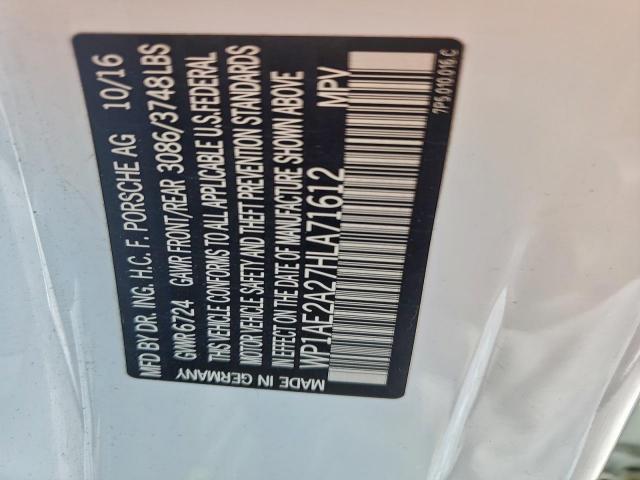 MFD BY DR. ING. H.C. F. PORSCHE AG 10/16
GWR 6724 GAWR FRONT/REAR 3086/3748 LBS
THIS VEHICLE CONFORMS TO ALL APPLICABLE U.S. FEDERAL
MOTOR VEHICLE SAFETY AND THEFT PREVENTION STANDARDS
IN EFFECT ON THE DATE OF MANUFACTURE SHOWN ABOVE
WP1AE2A27HLA71612 MPV
MADE IN GERMANY
7P5.010.016.C